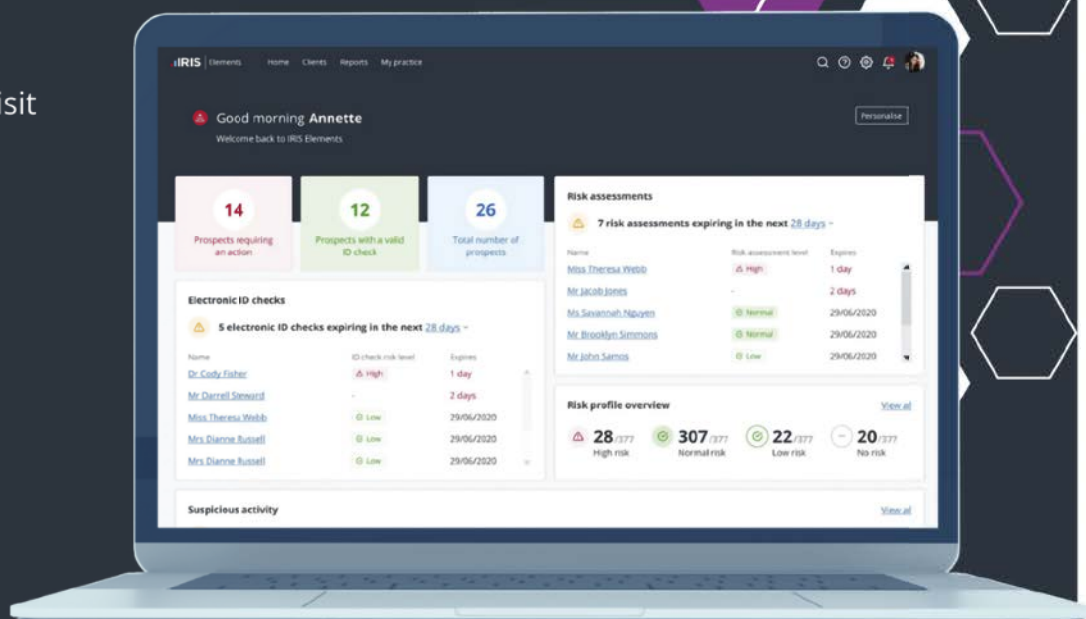 isit
IRIS | Elements Home Clients Reports My practice
Good morning Annette
Welcome back to IRIS Elements
Personalise
14
Prospects requiring
an action
12
Prospects with a valid
ID check
26
Total number of
prospects
Electronic ID checks
5 electronic ID checks expiring in the next 28 days
Name ID check risk level Expires
Dr Cody Fisher High 1 day
Mr Darrell Steward - 2 days
Miss Theresa Webb Low 29/06/2020
Mrs Dianne Russell Low 29/06/2020
Mrs Dianne Russell Low 29/06/2020
Risk assessments
7 risk assessments expiring in the next 28 days
Name Risk assessment level Expires
Miss Theresa Webb High 1 day
Mr Jacob Jones - 2 days
Ms Savannah Nguyen Normal 29/06/2020
Mr Brooklyn Simmons Normal 29/06/2020
Mr John Samos Low 29/06/2020
Risk profile overview View all
28/377 307/377 22/377 20/377
High risk Normal risk Low risk No risk
Suspicious activity View all